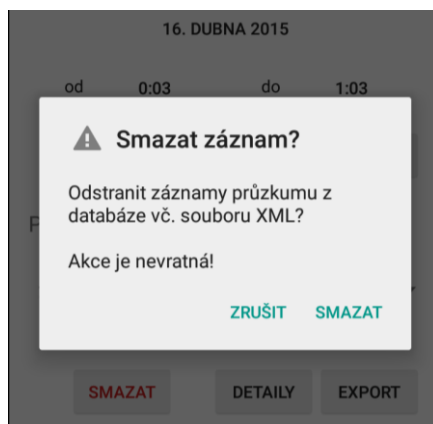 16. DUBNA 2015
od 0:03 do 1:03
Smazat záznam?
P
Odstranit záznamy průzkumu z
databáze vč. souboru XML?
Akce je nevratná!
ZRUŠIT SMAZAT
SMAZAT DETAILY EXPORT